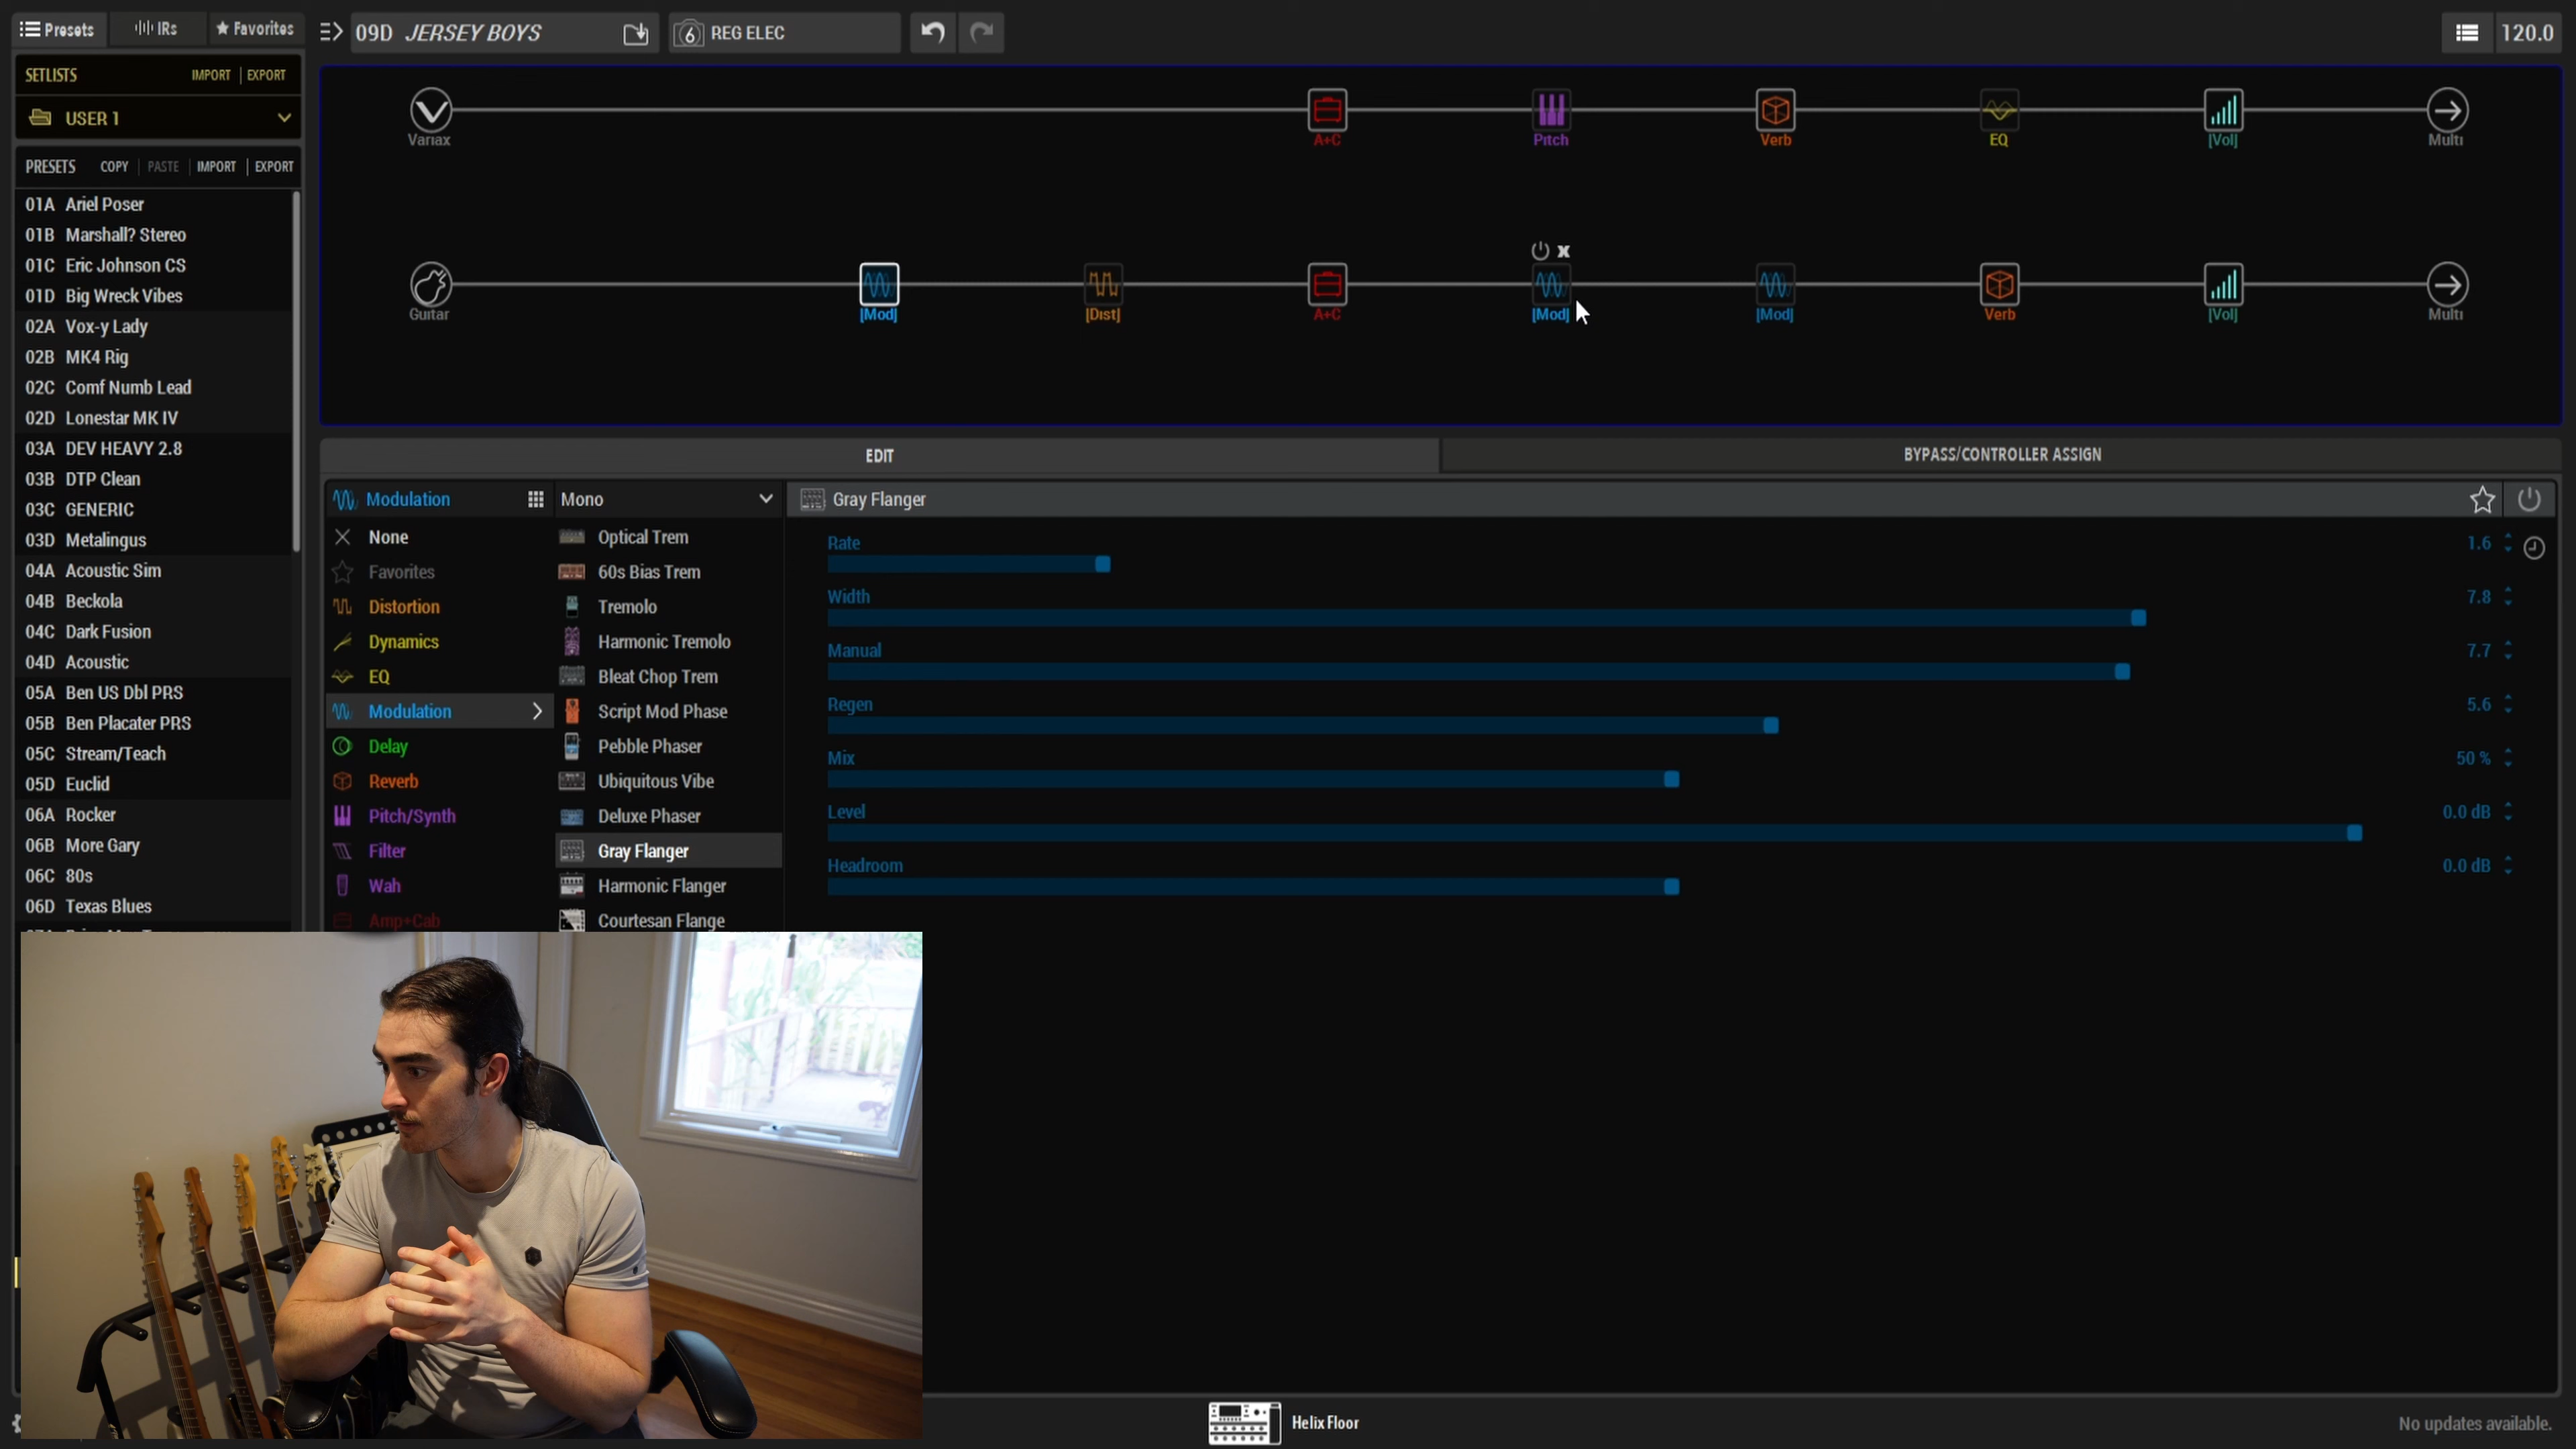 Presets IRs Favorites 09D JERSEY BOYS 6 REG ELEC 120.0
SETLISTS IMPORT | EXPORT
USER 1
PRESETS COPY | PASTE | IMPORT | EXPORT
01A Ariel Poser
01B Marshall? Stereo
01C Eric Johnson CS
01D Big Wreck Vibes
02A Vox-y Lady
02B MK4 Rig
02C Comf Numb Lead
02D Lonestar MK IV
03A DEV HEAVY 2.8
03B DTP Clean
03C GENERIC
03D Metalingus
04A Acoustic Sim
04B Beckola
04C Dark Fusion
04D Acoustic
05A Ben US Dbl PRS
05B Ben Placater PRS
05C Stream/Teach
05D Euclid
06A Rocker
06B More Gary
06C 80s
06D Texas Blues
Variax A+C Pitch Verb EQ [Vol] Multi
Guitar [Mod] [Dist] A+C [Mod] [Mod] Verb [Vol] Multi
EDIT BYPASS/CONTROLLER ASSIGN
Modulation Mono Gray Flanger
None
Favorites
Distortion
Dynamics
EQ
Modulation
Delay
Reverb
Pitch/Synth
Filter
Wah
Amp+Cab
Optical Trem
60s Bias Trem
Tremolo
Harmonic Tremolo
Bleat Chop Trem
Script Mod Phase
Pebble Phaser
Ubiquitous Vibe
Deluxe Phaser
Gray Flanger
Harmonic Flanger
Courtesan Flange
Rate 1.6
Width 7.8
Manual 7.7
Regen 5.6
Mix 50 %
Level 0.0 dB
Headroom 0.0 dB
Helix Floor
No updates available.